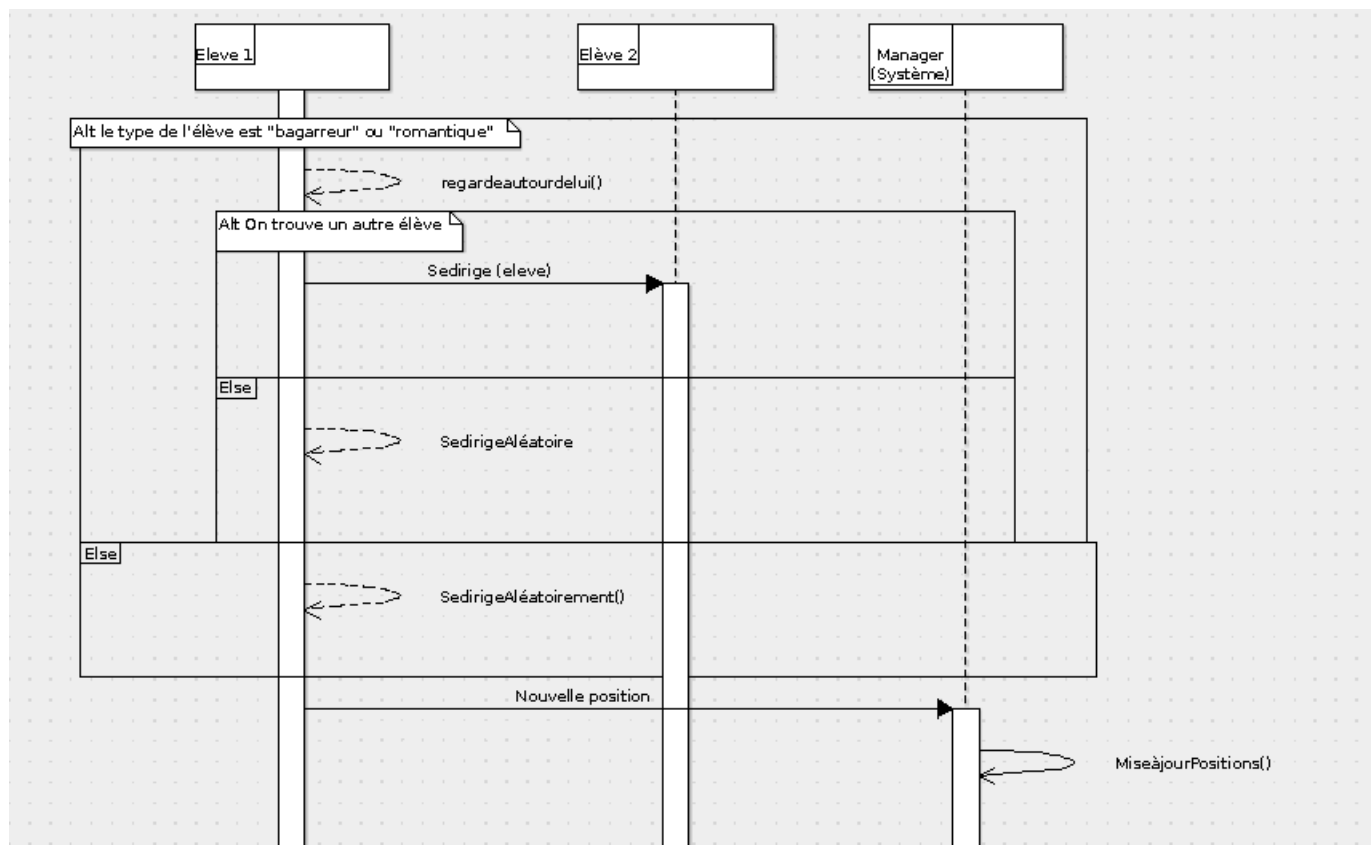 Eleve 1
Elève 2
Manager
(Système)
Alt le type de l'élève est "bagarreur" ou "romantique"
regardeautourdelui()
Alt On trouve un autre élève
Sedirige (eleve)
Else
SedirigeAléatoire
Else
SedirigeAléatoirement()
Nouvelle position
MiseàjourPositions()